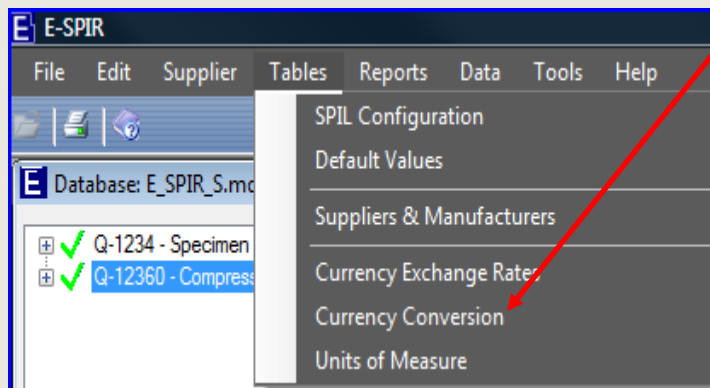 E-SPIR
File Edit Supplier Tables Reports Data Tools Help
SPIL Configuration
Default Values
Database: E_SPIR_S.md
Suppliers & Manufacturers
Q-1234 - Specimen
Q-12360 - Compress
Currency Exchange Rates
Currency Conversion
Units of Measure